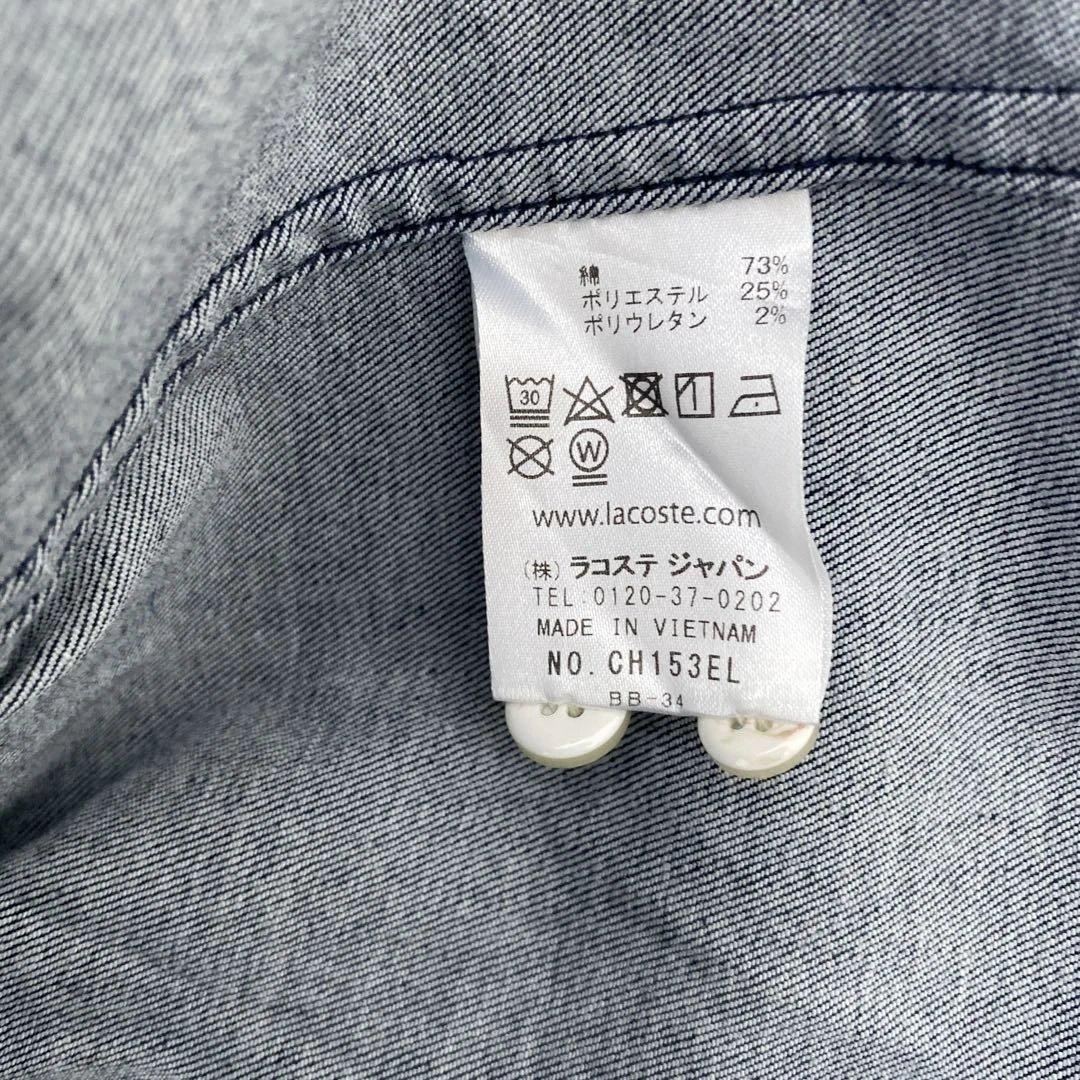 綿 73%
ポリエステル 25%
ポリウレタン 2%
30
W
www.lacoste.com
(株) ラコステ ジャパン
TEL:0120-37-0202
MADE IN VIETNAM
NO. CH153EL
BB-34